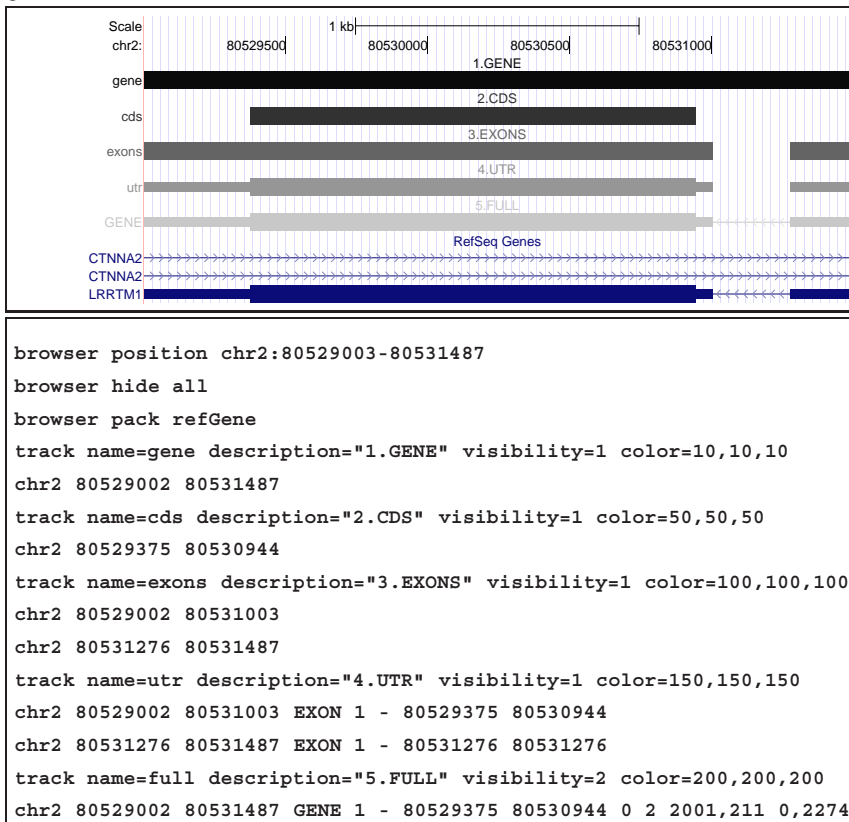 Scale 1 kb
chr2: 80529500 80530000 80530500 80531000
1.GENE
gene
2.CDS
cds
3.EXONS
exons
4.UTR
utr
5.FULL
GENE
RefSeq Genes
CTNNA2
CTNNA2
LRRTM1
browser position chr2:80529003-80531487
browser hide all
browser pack refGene
track name=gene description="1.GENE" visibility=1 color=10,10,10
chr2 80529002 80531487
track name=cds description="2.CDS" visibility=1 color=50,50,50
chr2 80529375 80530944
track name=exons description="3.EXONS" visibility=1 color=100,100,100
chr2 80529002 80531003
chr2 80531276 80531487
track name=utr description="4.UTR" visibility=1 color=150,150,150
chr2 80529002 80531003 EXON 1 - 80529375 80530944
chr2 80531276 80531487 EXON 1 - 80531276 80531276
track name=full description="5.FULL" visibility=2 color=200,200,200
chr2 80529002 80531487 GENE 1 - 80529375 80530944 0 2 2001,211 0,2274